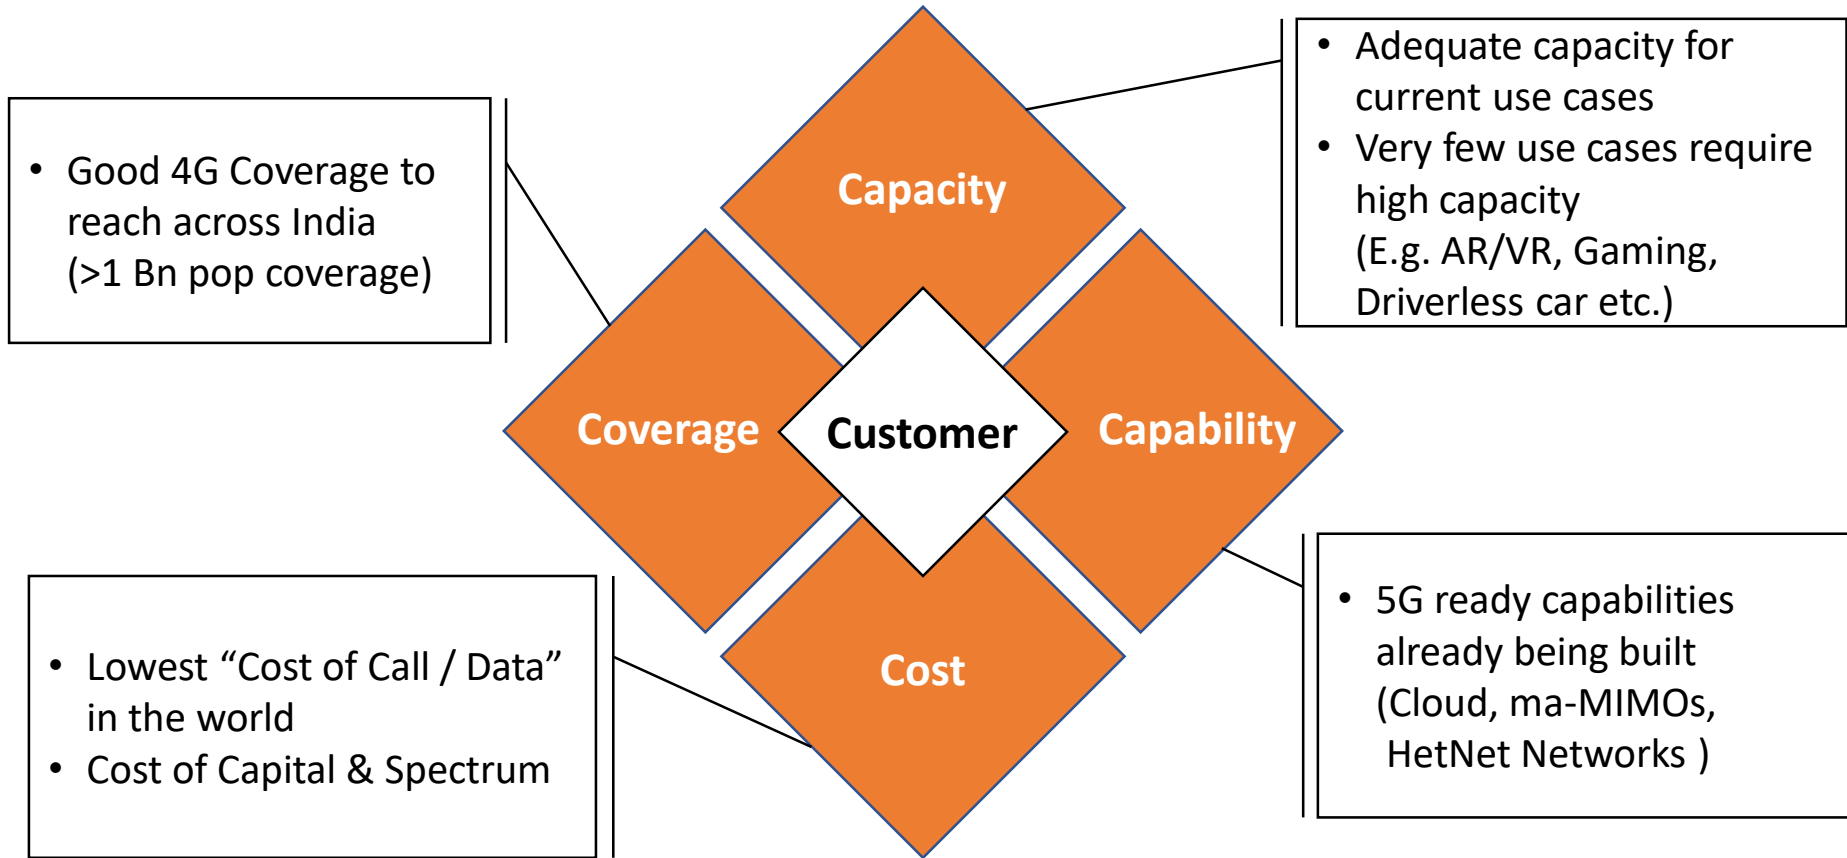 • Good 4G Coverage to
reach across India
(>1 Bn pop coverage)
Capacity
• Adequate capacity for
current use cases
• Very few use cases require
high capacity
(E.g. AR/VR, Gaming,
Driverless car etc.)
Coverage
Customer
Capability
• Lowest “Cost of Call / Data”
in the world
• Cost of Capital & Spectrum
Cost
• 5G ready capabilities
already being built
(Cloud, ma-MIMOs,
HetNet Networks )